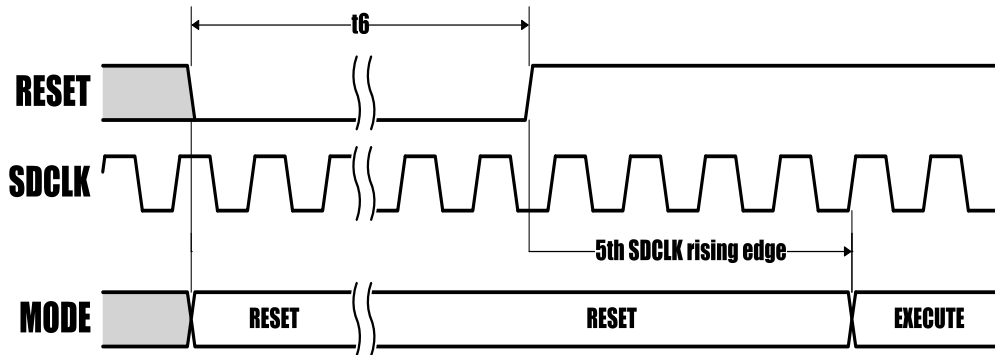 t6
RESET
SDCLK
5th SDCLK rising edge
MODE
RESET
RESET
EXECUTE